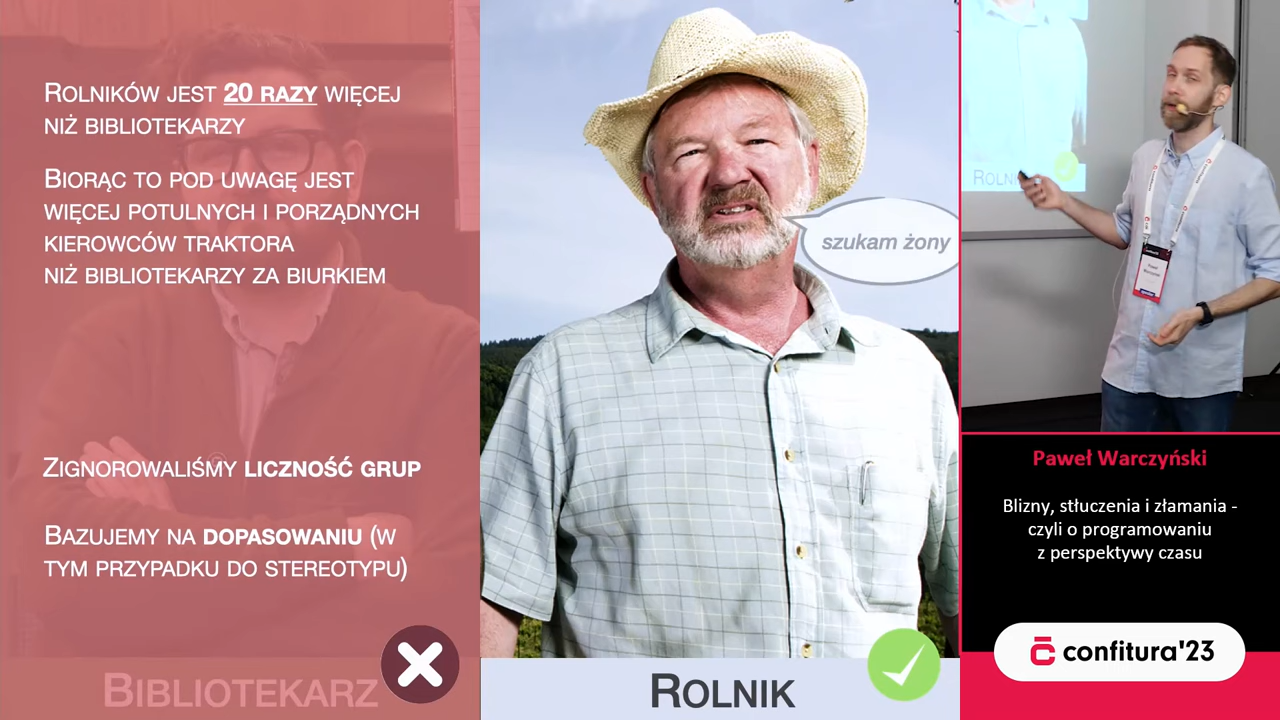 Rolników jest 20 razy więcej
niż bibliotekarzy
Biorąc to pod uwagę jest
więcej potulnych i porządnych
kierowców traktora
niż bibliotekarzy za biurkiem
Zignorowaliśmy liczność grup
Bazujemy na dopasowaniu (w
tym przypadku do stereotypu)
Bibliotekarz
szukam żony
Rolnik
Paweł Warczyński
Blizny, stłuczenia i złamania -
czyli o programowaniu
z perspektywy czasu
confitura'23